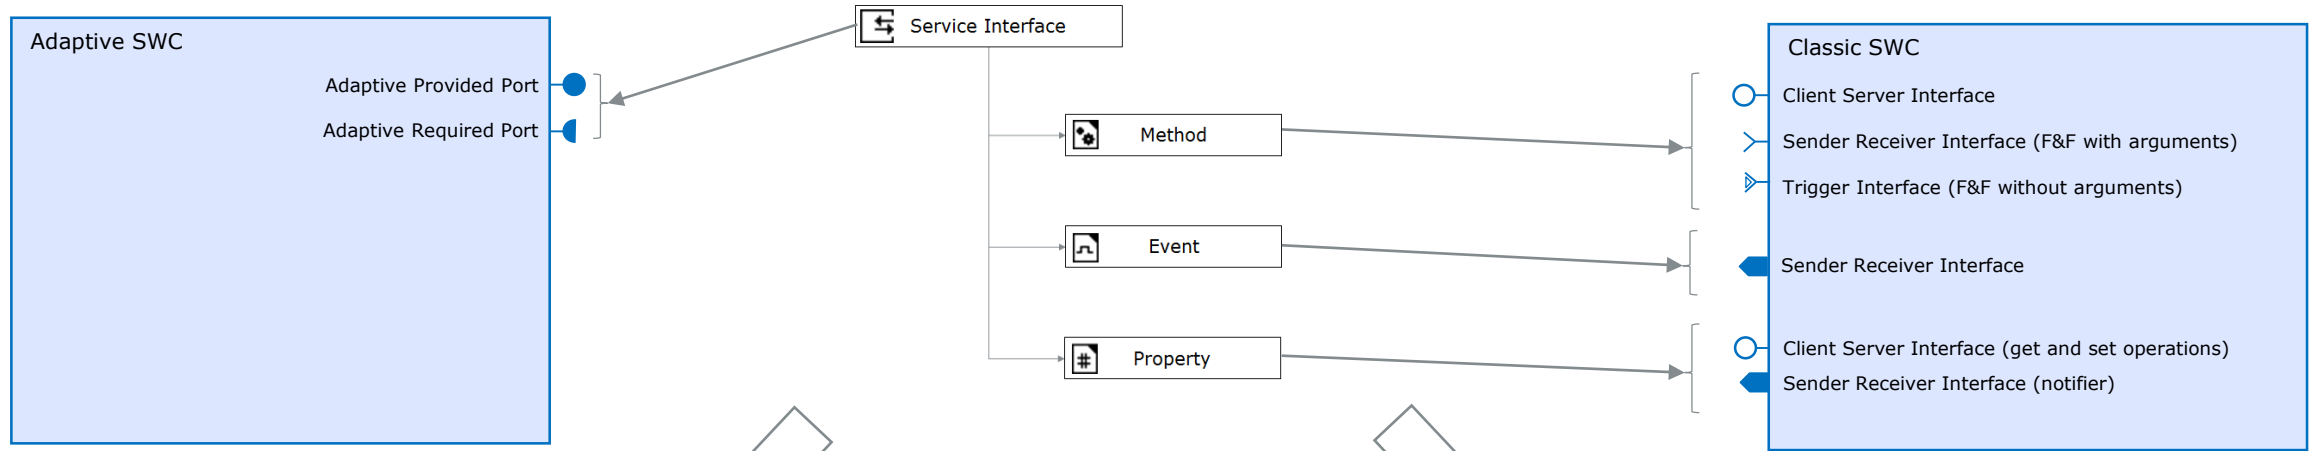 Adaptive SWC
Adaptive Provided Port
Adaptive Required Port
Service Interface
Method
Event
Property
Classic SWC
Client Server Interface
Sender Receiver Interface (F&F with arguments)
Trigger Interface (F&F without arguments)
Sender Receiver Interface
Client Server Interface (get and set operations)
Sender Receiver Interface (notifier)